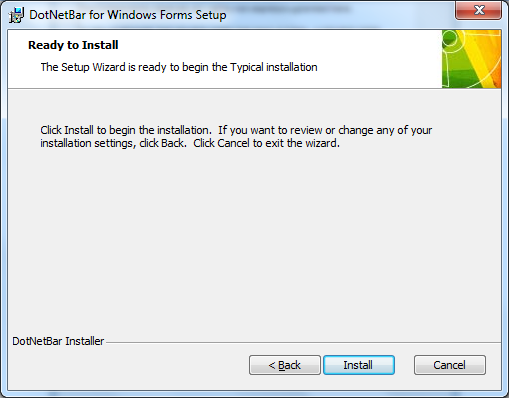 DotNetBar for Windows Forms Setup
Ready to Install
The Setup Wizard is ready to begin the Typical installation
Click Install to begin the installation.  If you want to review or change any of your
installation settings, click Back.  Click Cancel to exit the wizard.
DotNetBar Installer
< Back
Install
Cancel